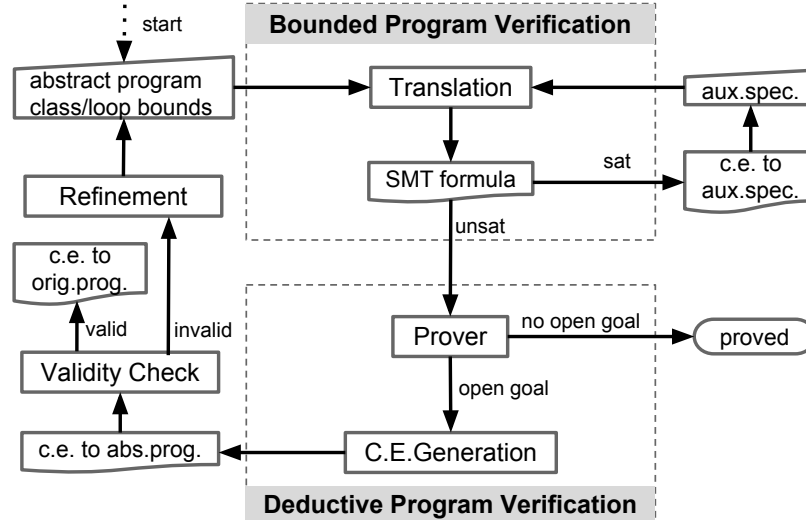 start
Bounded Program Verification
abstract program
class/loop bounds
Translation
aux.spec.
SMT formula
sat
c.e. to
aux.spec.
Refinement
unsat
c.e. to
orig.prog.
valid
invalid
Prover
no open goal
proved
Validity Check
open goal
c.e. to abs.prog.
C.E.Generation
Deductive Program Verification